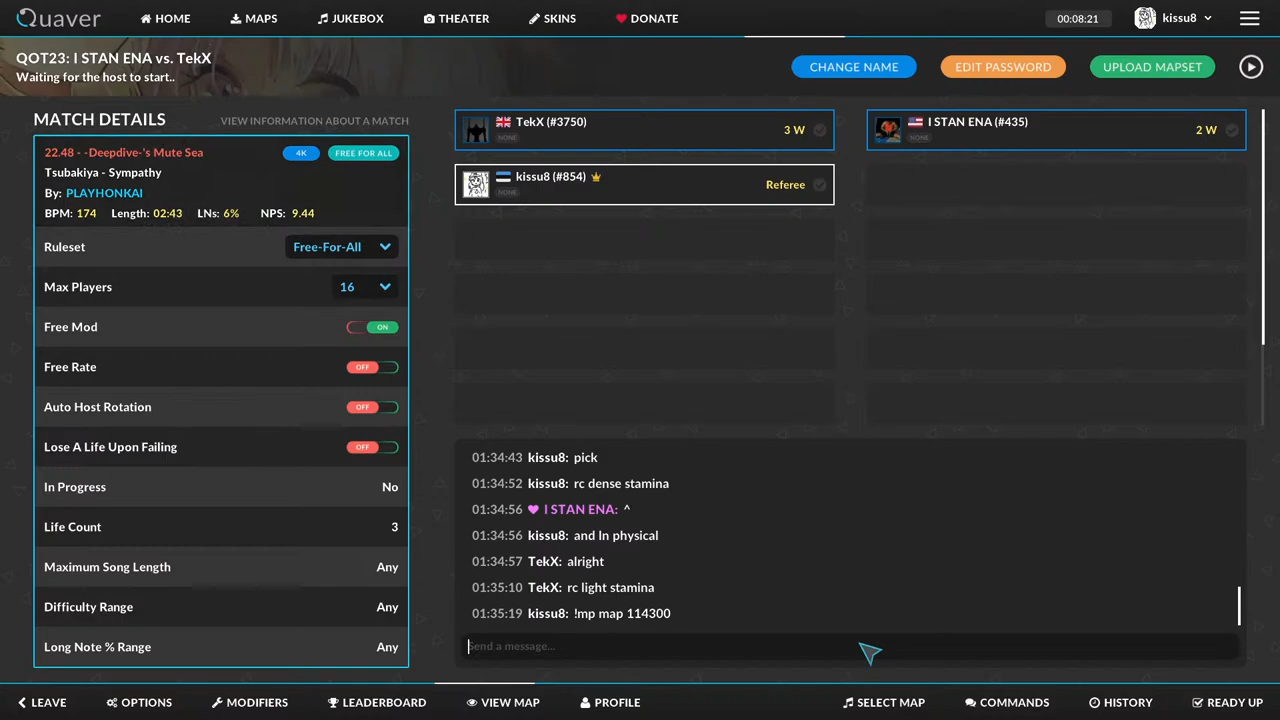 Quaver
HOME
MAPS
JUKEBOX
THEATER
SKINS
DONATE
00:08:21
kissu8
QOT23: I STAN ENA vs. TekX
Waiting for the host to start..
CHANGE NAME
EDIT PASSWORD
UPLOAD MAPSET
MATCH DETAILS
VIEW INFORMATION ABOUT A MATCH
22.48 - -Deepdive-'s Mute Sea
4K
FREE FOR ALL
Tsubakiya - Sympathy
By: PLAYHONKAI
BPM: 174 Length: 02:43 LNs: 6% NPS: 9.44
Ruleset
Free-For-All
Max Players
16
Free Mod
ON
Free Rate
OFF
Auto Host Rotation
OFF
Lose A Life Upon Failing
OFF
In Progress
No
Life Count
3
Maximum Song Length
Any
Difficulty Range
Any
Long Note % Range
Any
TekX (#3750)
NONE
3 W
I STAN ENA (#435)
NONE
2 W
kissu8 (#854)
NONE
Referee
01:34:43 kissu8: pick
01:34:52 kissu8: rc dense stamina
01:34:56 I STAN ENA: ^
01:34:56 kissu8: and ln physical
01:34:57 TekX: alright
01:35:10 TekX: rc light stamina
01:35:19 kissu8: !mp map 114300
Send a message...
LEAVE
OPTIONS
MODIFIERS
LEADERBOARD
VIEW MAP
PROFILE
SELECT MAP
COMMANDS
HISTORY
READY UP